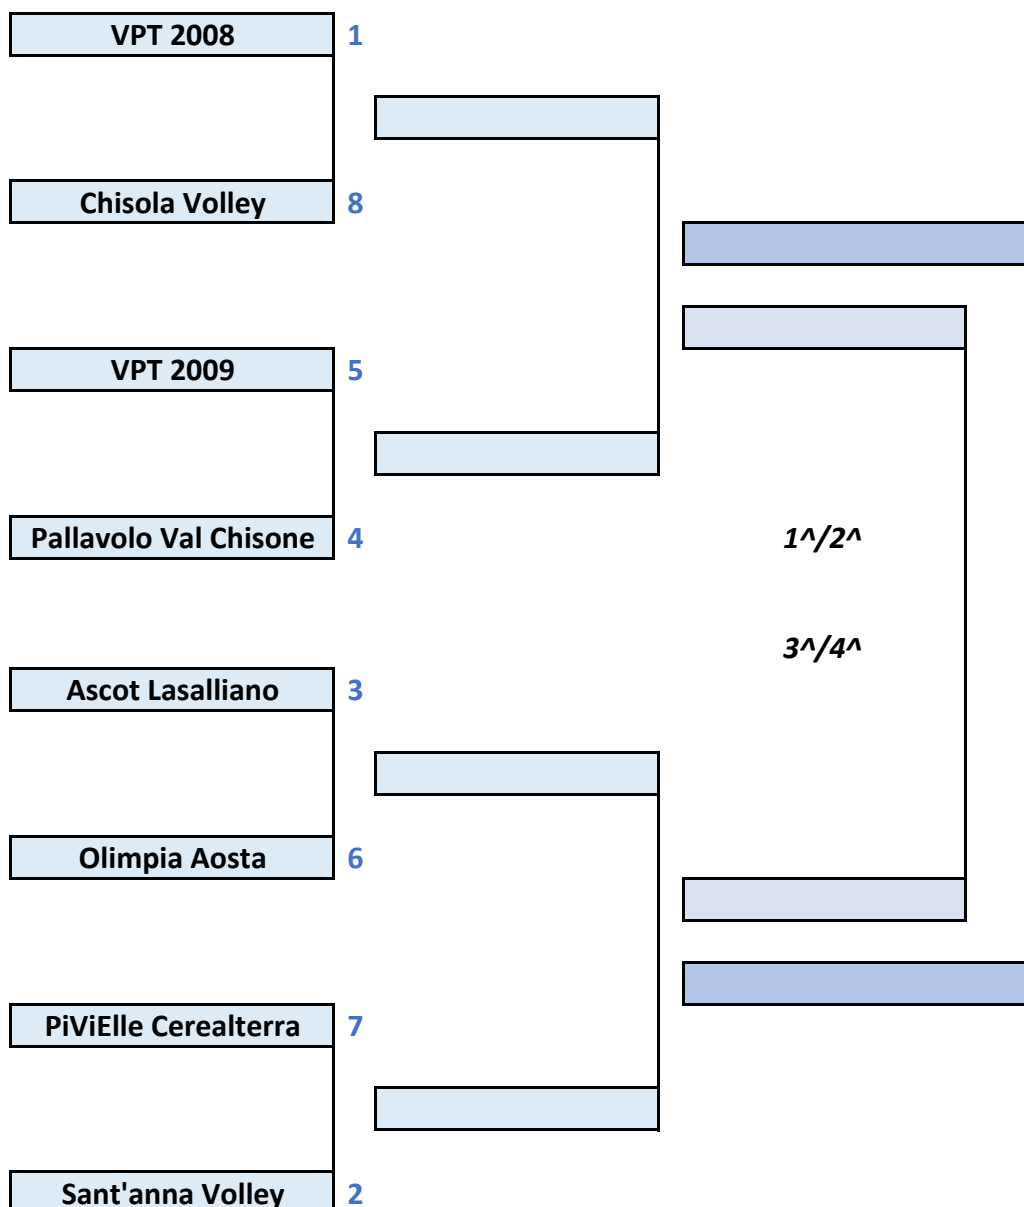 VPT 2008 1
Chisola Volley 8
VPT 2009 5
Pallavolo Val Chisone 4
1^/2^
3^/4^
Ascot Lasalliano 3
Olimpia Aosta 6
PiViElle Cerealterra 7
Sant'anna Volley 2